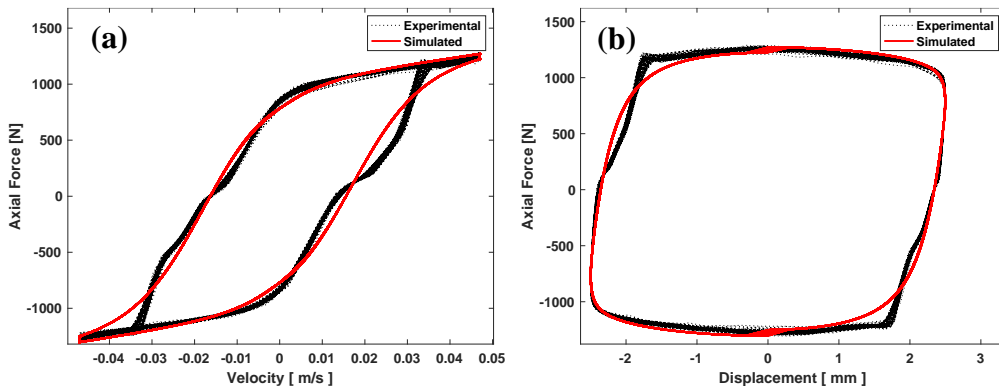 (a)
Experimental
Simulated
1500
1000
500
0
-500
-1000
Axial Force [N]
-0.04 -0.03 -0.02 -0.01 0 0.01 0.02 0.03 0.04 0.05
Velocity [ m/s ]
(b)
Experimental
Simulated
1500
1000
500
0
-500
-1000
Axial Force [N]
-2 -1 0 1 2 3
Displacement [ mm ]